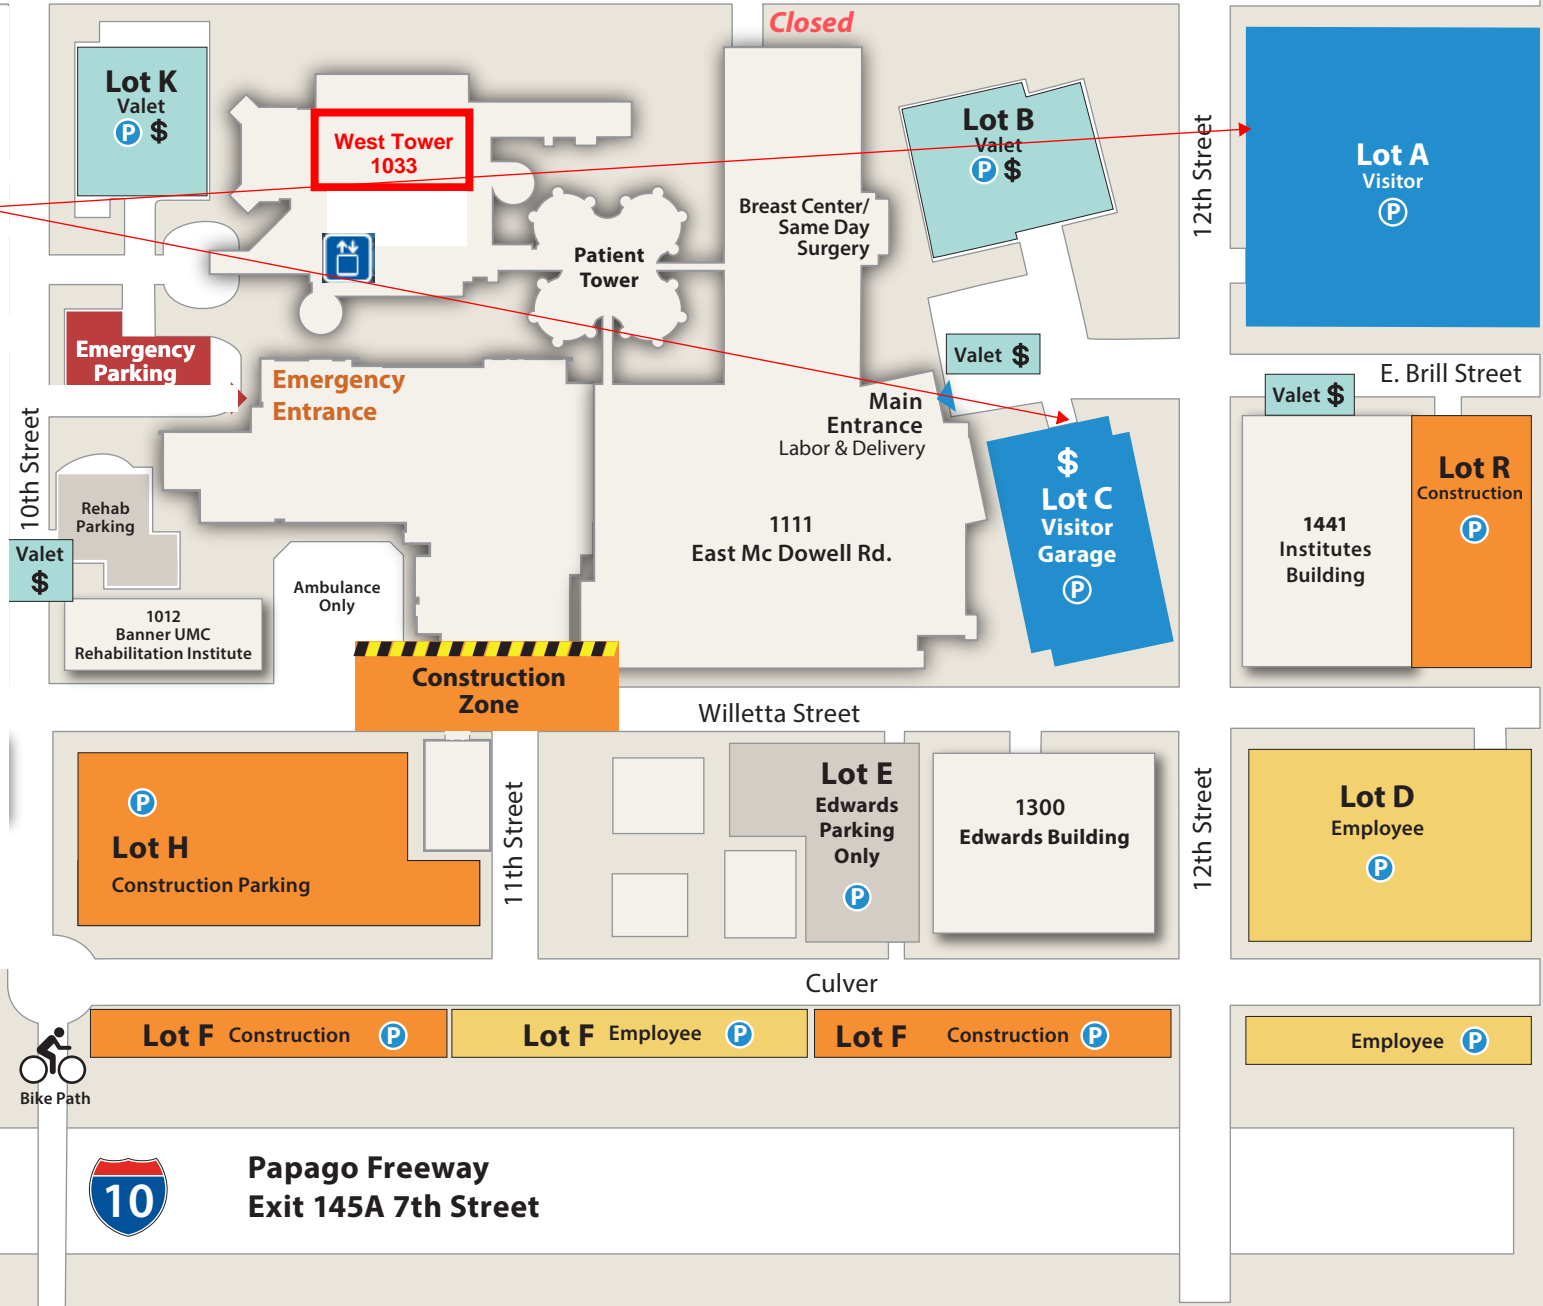 Closed
Lot K
Valet
P $
West Tower
1033
Lot B
Valet
P $
12th Street
Lot A
Visitor
P
Breast Center/
Same Day
Surgery
Patient
Tower
Emergency
Parking
Emergency
Entrance
Valet $
E. Brill Street
Valet $
Main
Entrance
Labor & Delivery
10th Street
Rehab
Parking
Valet
$
$
Lot C
Visitor
Garage
P
1111
East Mc Dowell Rd.
1441
Institutes
Building
Lot R
Construction
P
Ambulance
Only
1012
Banner UMC
Rehabilitation Institute
Construction
Zone
Willetta Street
P
Lot H
Construction Parking
11th Street
Lot E
Edwards
Parking
Only
P
1300
Edwards Building
12th Street
Lot D
Employee
P
Culver
Lot F Construction P
Lot F Employee P
Lot F Construction P
Employee P
Bike Path
10
Papago Freeway
Exit 145A 7th Street